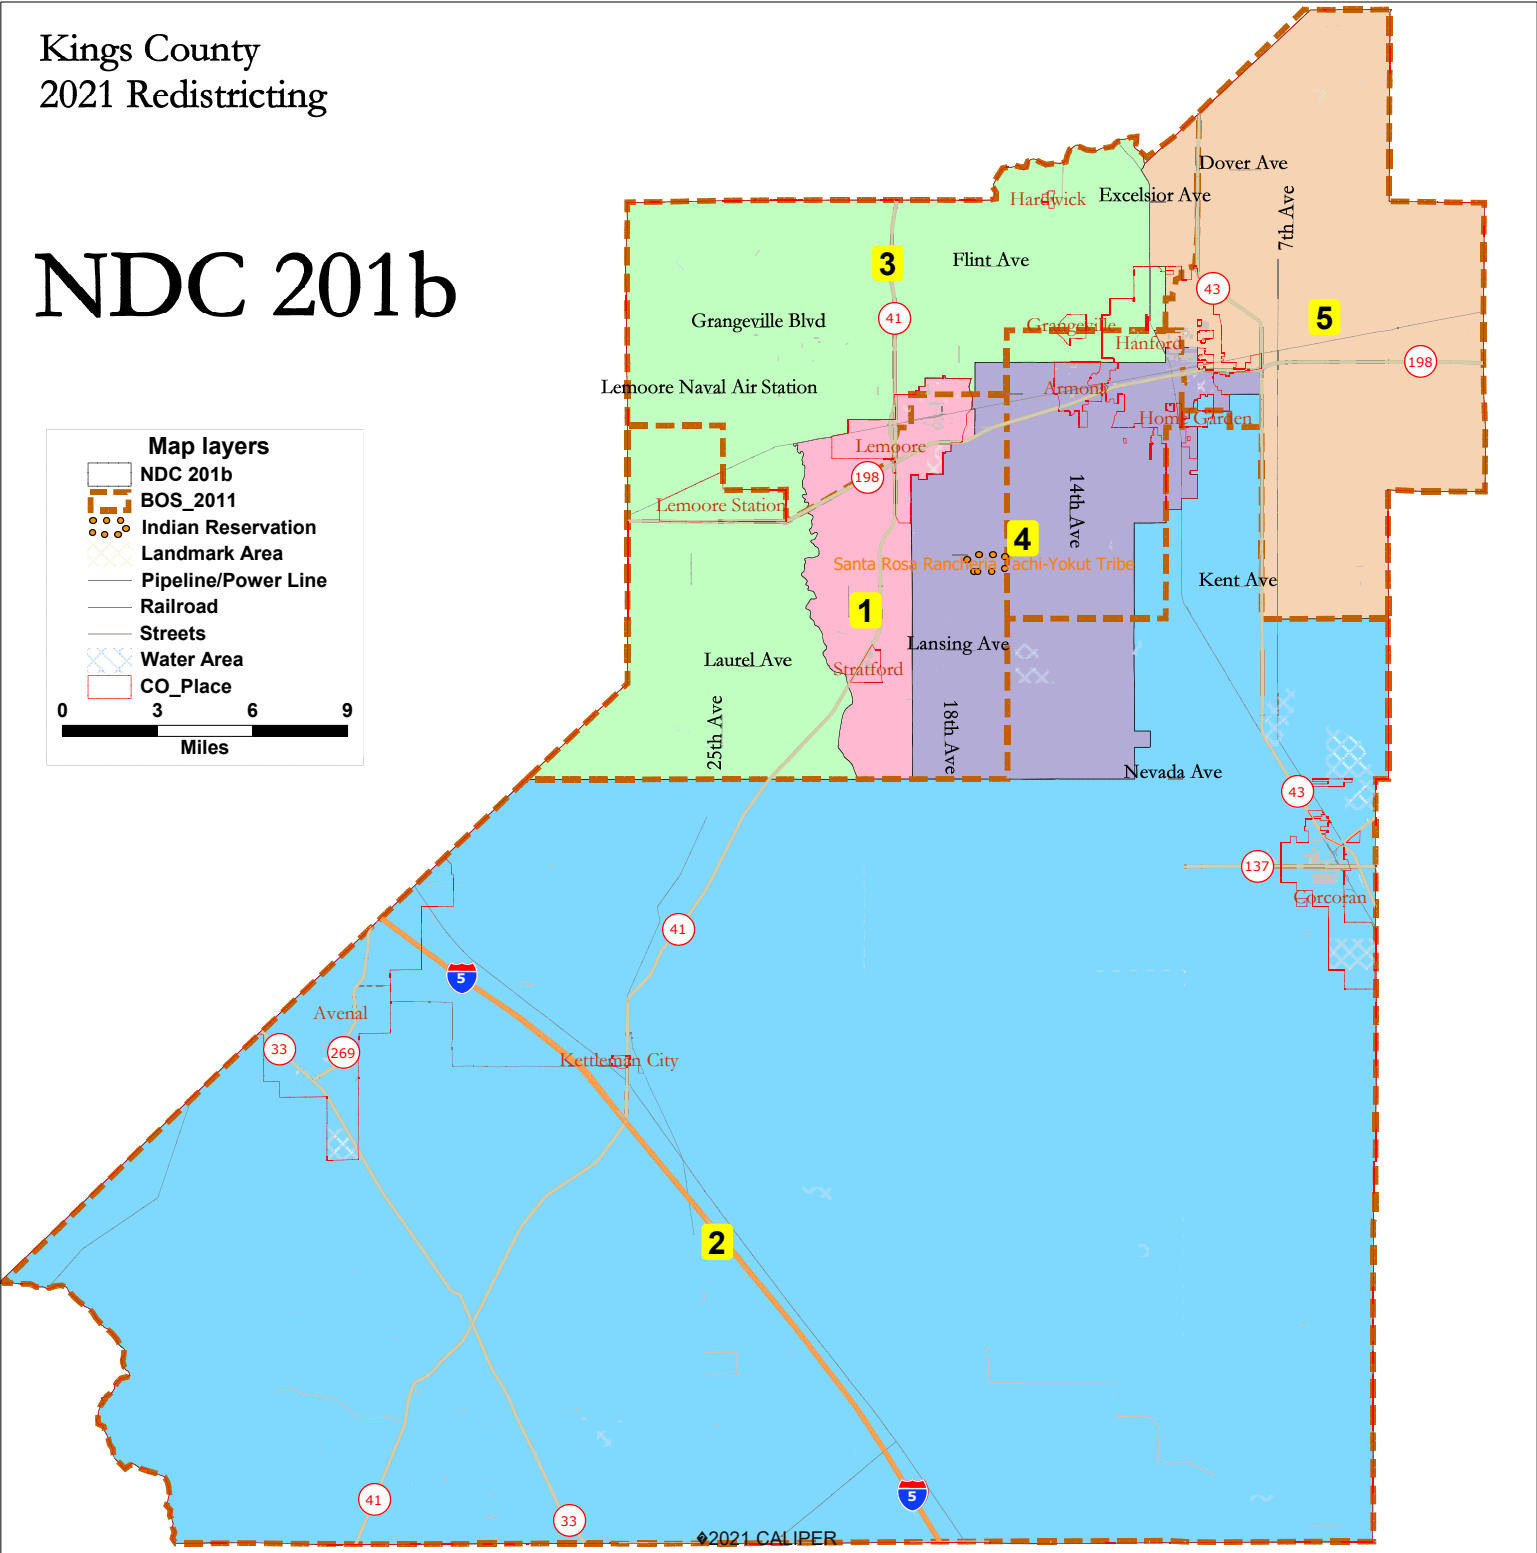 Kings County
2021 Redistricting
NDC 201b
Dover Ave
Hardwick
Excelsior Ave
7th Ave
3
Flint Ave
43
5
41
Grangeville Blvd
Grangeville
Hanford
198
Lemoore Naval Air Station
Armona
Home Garden
Lemoore
198
14th Ave
Lemoore Station
4
Santa Rosa Rancheria Tachi-Yokut Tribe
Kent Ave
1
Lansing Ave
Laurel Ave
Stratford
25th Ave
18th Ave
Nevada Ave
Map layers
NDC 201b
BOS_2011
Indian Reservation
Landmark Area
Pipeline/Power Line
Railroad
Streets
Water Area
CO_Place
0 3 6 9
Miles
43
137
Corcoran
41
5
Avenal
33
269
Kettleman City
2
5
41
33
�2021 CALIPER